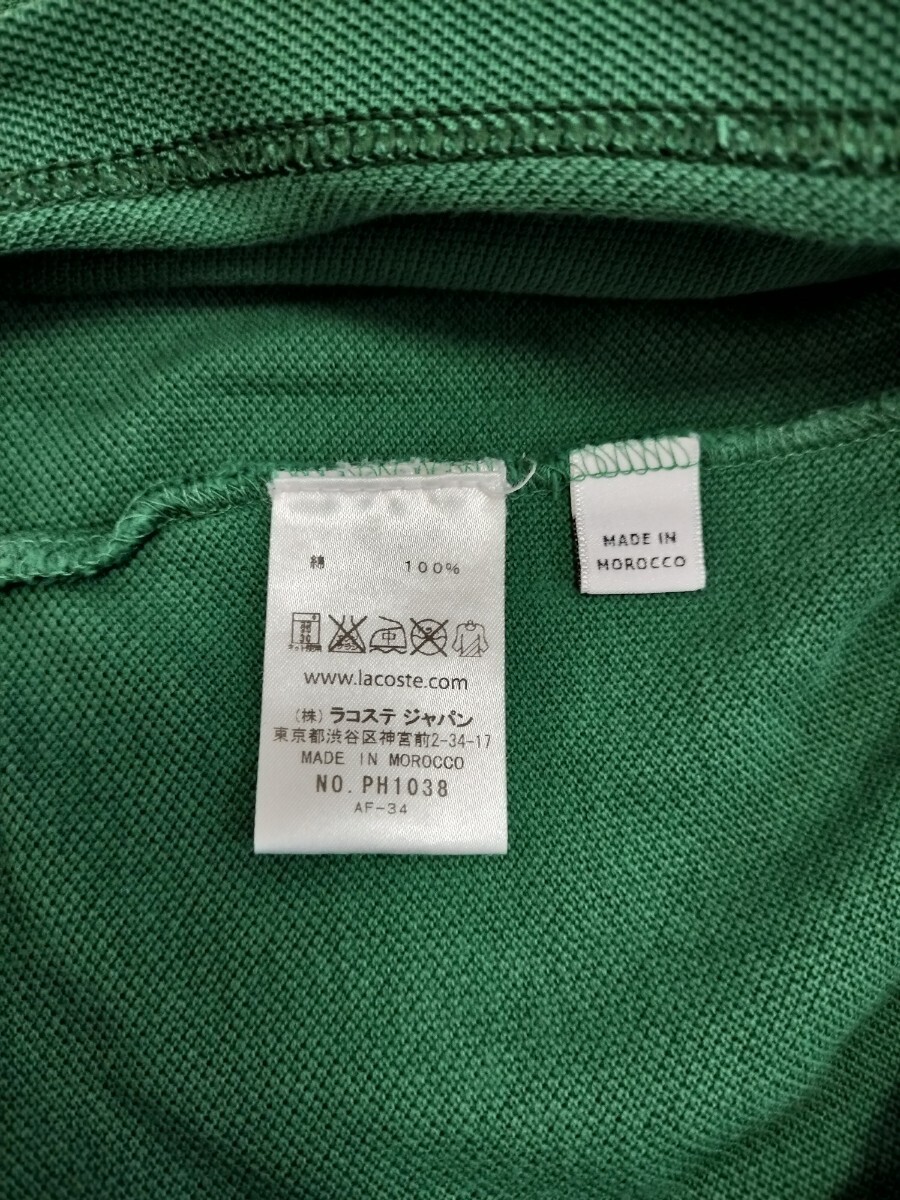 綿 100%
中
www.lacoste.com
(株) ラコステ ジャパン
東京都渋谷区神宮前2-34-17
MADE IN MOROCCO
NO. PH1038
AF-34
MADE IN
MOROCCO